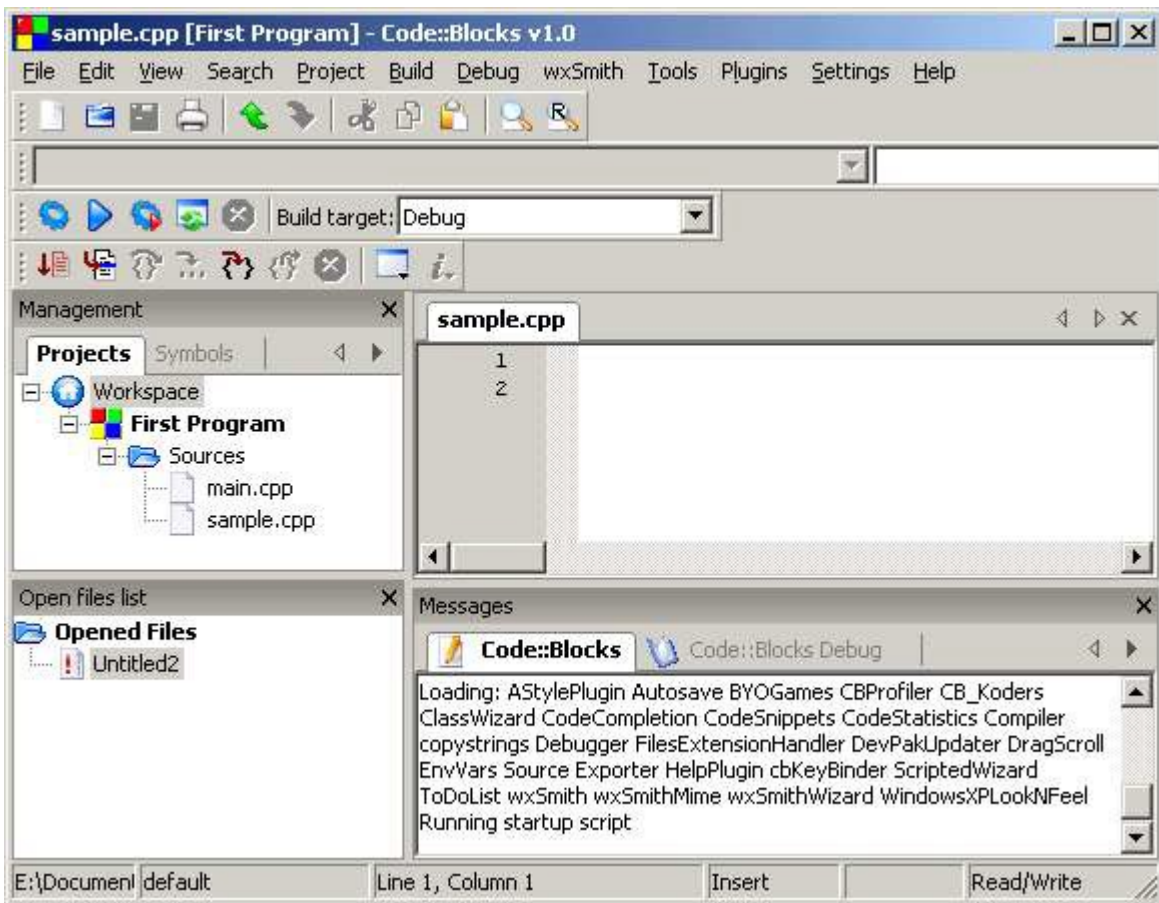 sample.cpp [First Program] - Code::Blocks v1.0
File Edit View Search Project Build Debug wxSmith Tools Plugins Settings Help
Build target: Debug
Management
Projects Symbols
Workspace
First Program
Sources
main.cpp
sample.cpp
sample.cpp
1
2
Open files list
Opened Files
Untitled2
Messages
Code::Blocks Code::Blocks Debug
Loading: AStylePlugin Autosave BYOGames CBProfiler CB_Koders
ClassWizard CodeCompletion CodeSnippets CodeStatistics Compiler
copystrings Debugger FilesExtensionHandler DevPakUpdater DragScroll
EnvVars Source Exporter HelpPlugin cbKeyBinder ScriptedWizard
ToDoList wxSmith wxSmithMime wxSmithWizard WindowsXPLookNFeel
Running startup script
E:\Document default Line 1, Column 1 Insert Read/Write